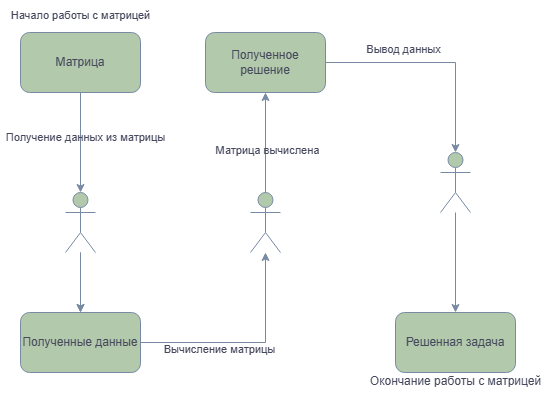 Начало работы с матрицей
Матрица
Получение данных из матрицы
Полученные данные
Вычисление матрицы
Матрица вычислена
Полученное
решение
Вывод данных
Решенная задача
Окончание работы с матрицей